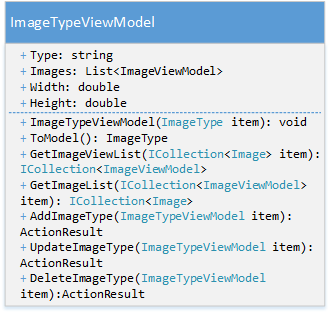 ImageTypeViewModel
+ Type: string
+ Images: List<ImageViewModel>
+ Width: double
+ Height: double
+ ImageTypeViewModel(ImageType item): void
+ ToModel(): ImageType
+ GetImageViewList(ICollection<Image> item):
ICollection<ImageViewModel>
+ GetImageList(ICollection<ImageViewModel>
item): ICollection<Image>
+ AddImageType(ImageTypeViewModel item):
ActionResult
+ UpdateImageType(ImageTypeViewModel item):
ActionResult
+ DeleteImageType(ImageTypeViewModel
item):ActionResult